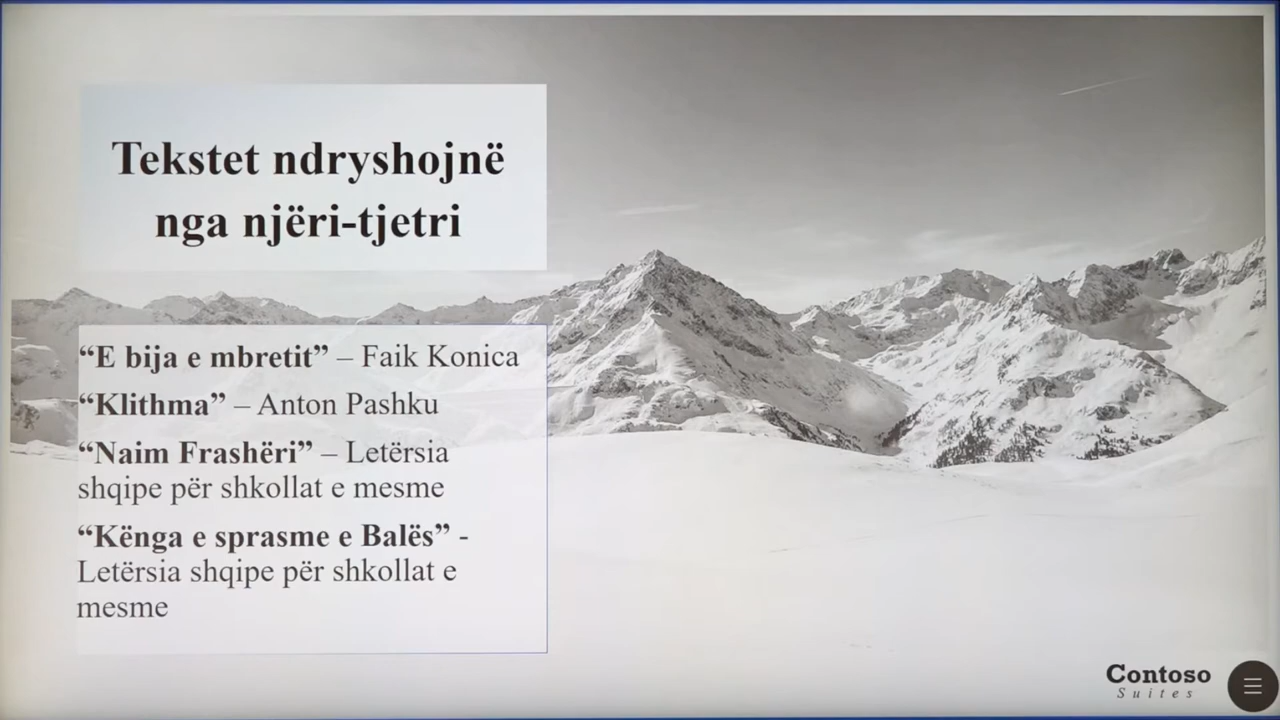 Tekstet ndryshojnë
nga njëri-tjetri
“E bija e mbretit” – Faik Konica
“Klithma” – Anton Pashku
“Naim Frashëri” – Letërsia
shqipe për shkollat e mesme
“Kënga e sprasme e Balës” -
Letërsia shqipe për shkollat e
mesme
Contoso
Suites